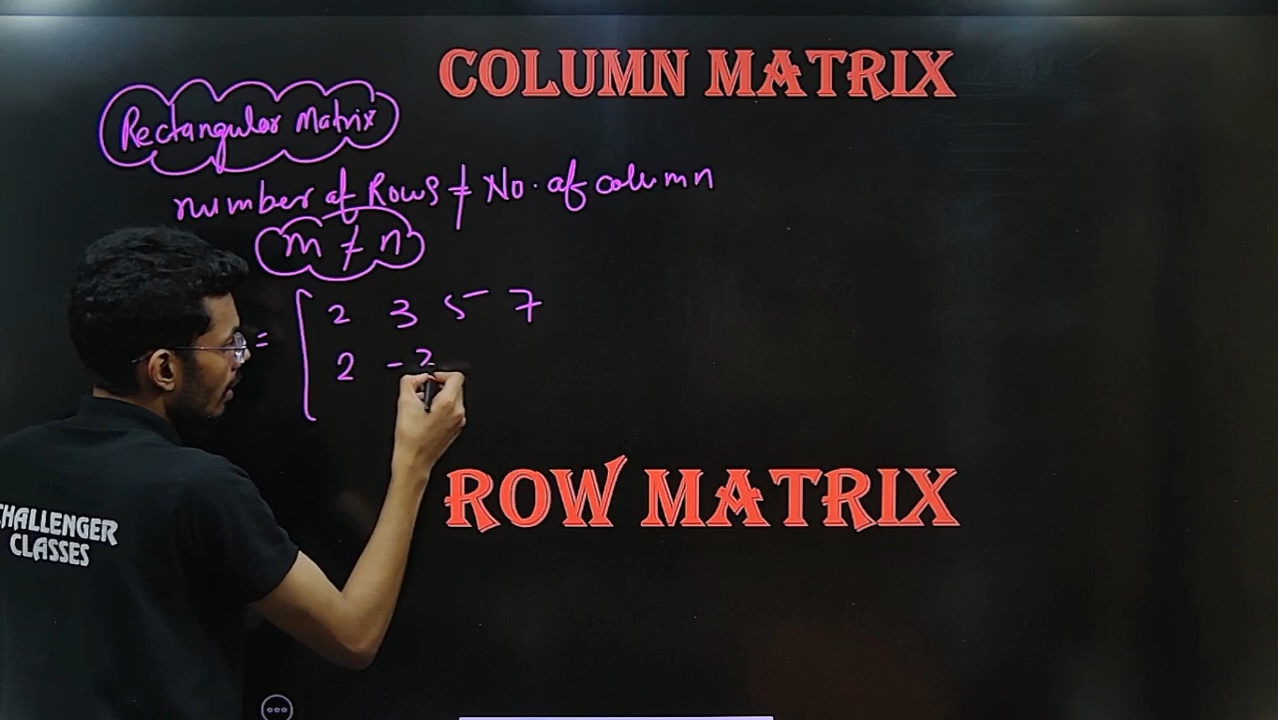 COLUMN MATRIX
Rectangular Matrix
number of Rows ≠ No. of column
m ≠ n
= [ 2 3 5 7
2 -2
ROW MATRIX
CHALLENGER
CLASSES